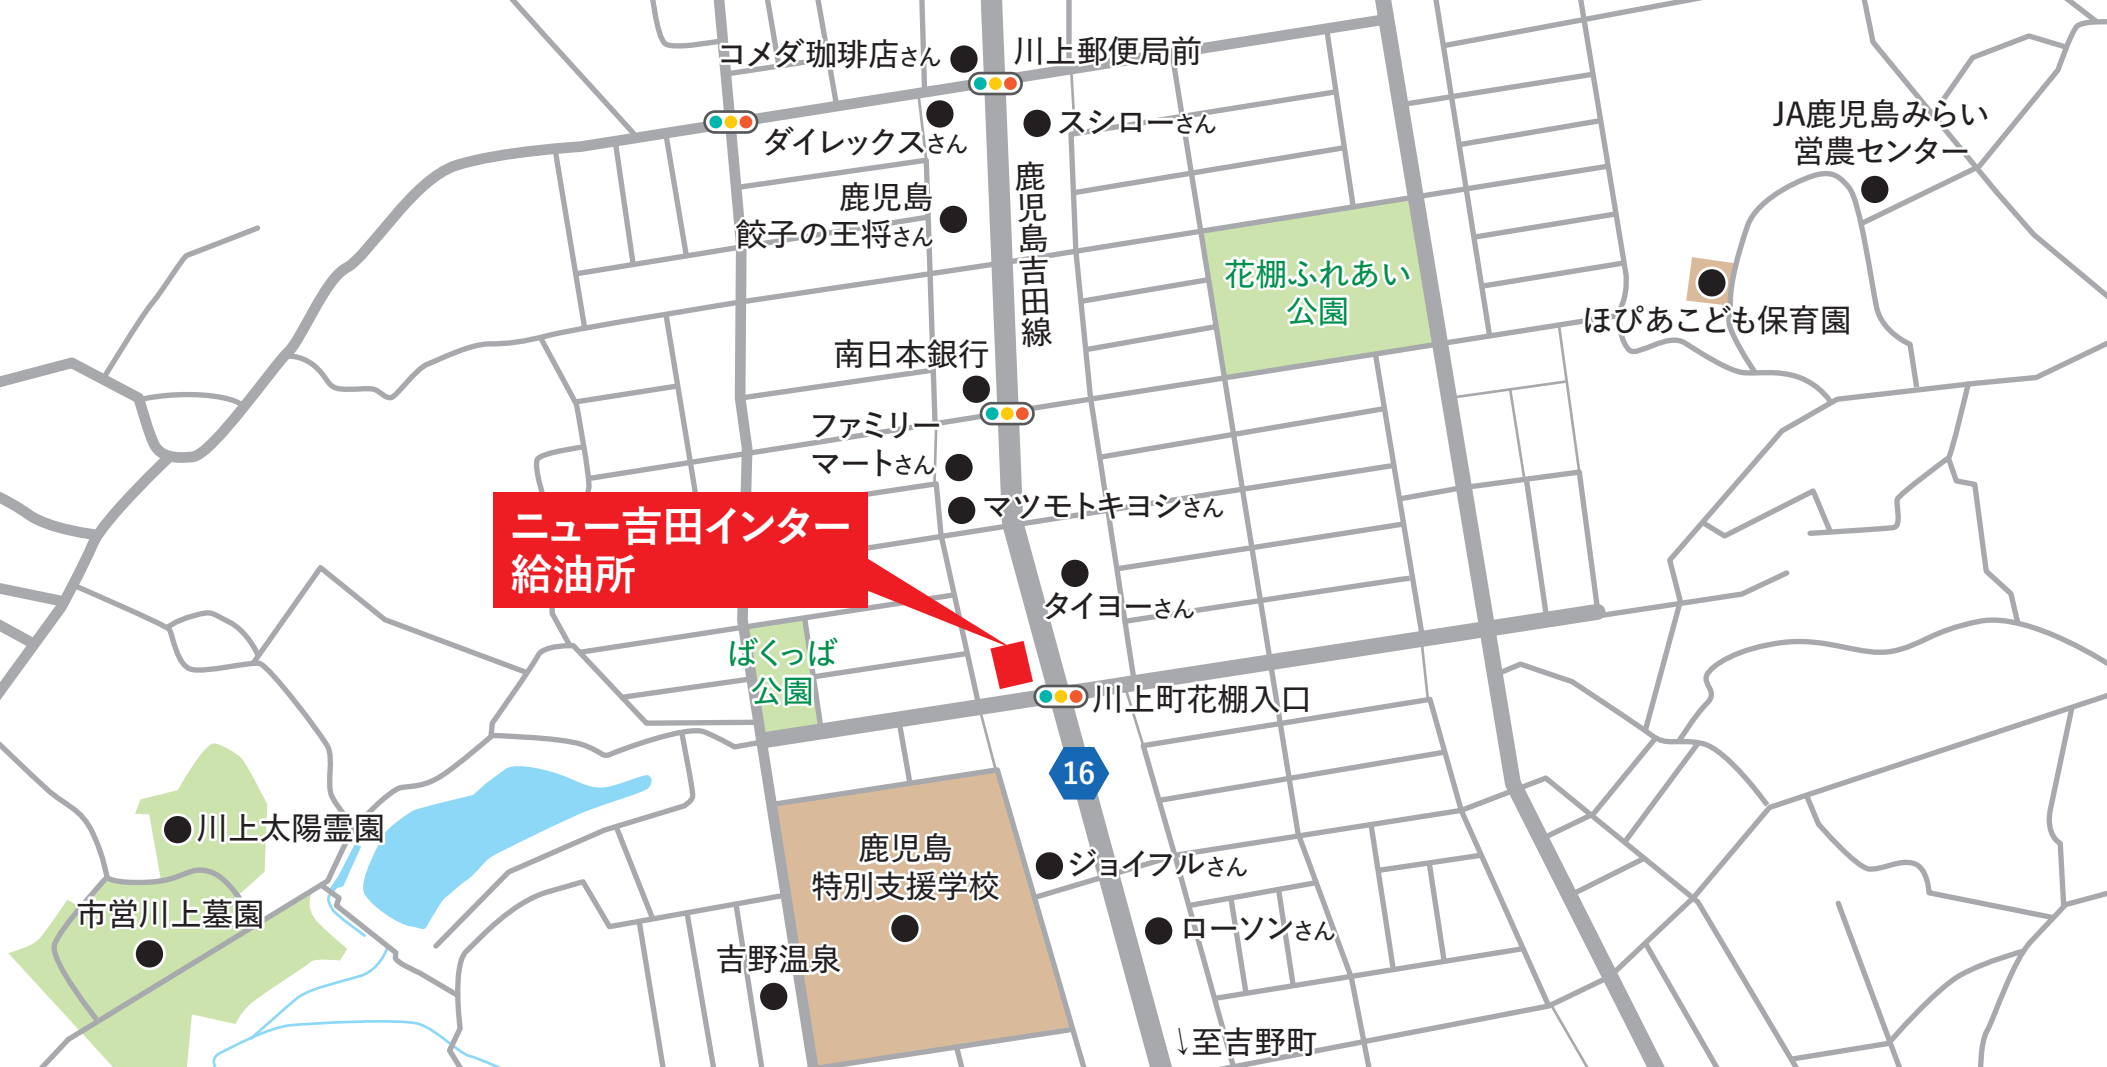 コメダ珈琲店さん
川上郵便局前
ダイレックスさん
スシローさん
JA鹿児島みらい
営農センター
鹿児島
餃子の王将さん
鹿児島吉田線
花棚ふれあい
公園
ほぴあこども保育園
南日本銀行
ファミリー
マートさん
マツモトキヨシさん
ニュー吉田インター
給油所
タイヨーさん
ばくっば
公園
川上町花棚入口
16
川上太陽霊園
鹿児島
特別支援学校
ジョイフルさん
市営川上墓園
ローソンさん
吉野温泉
↓至吉野町